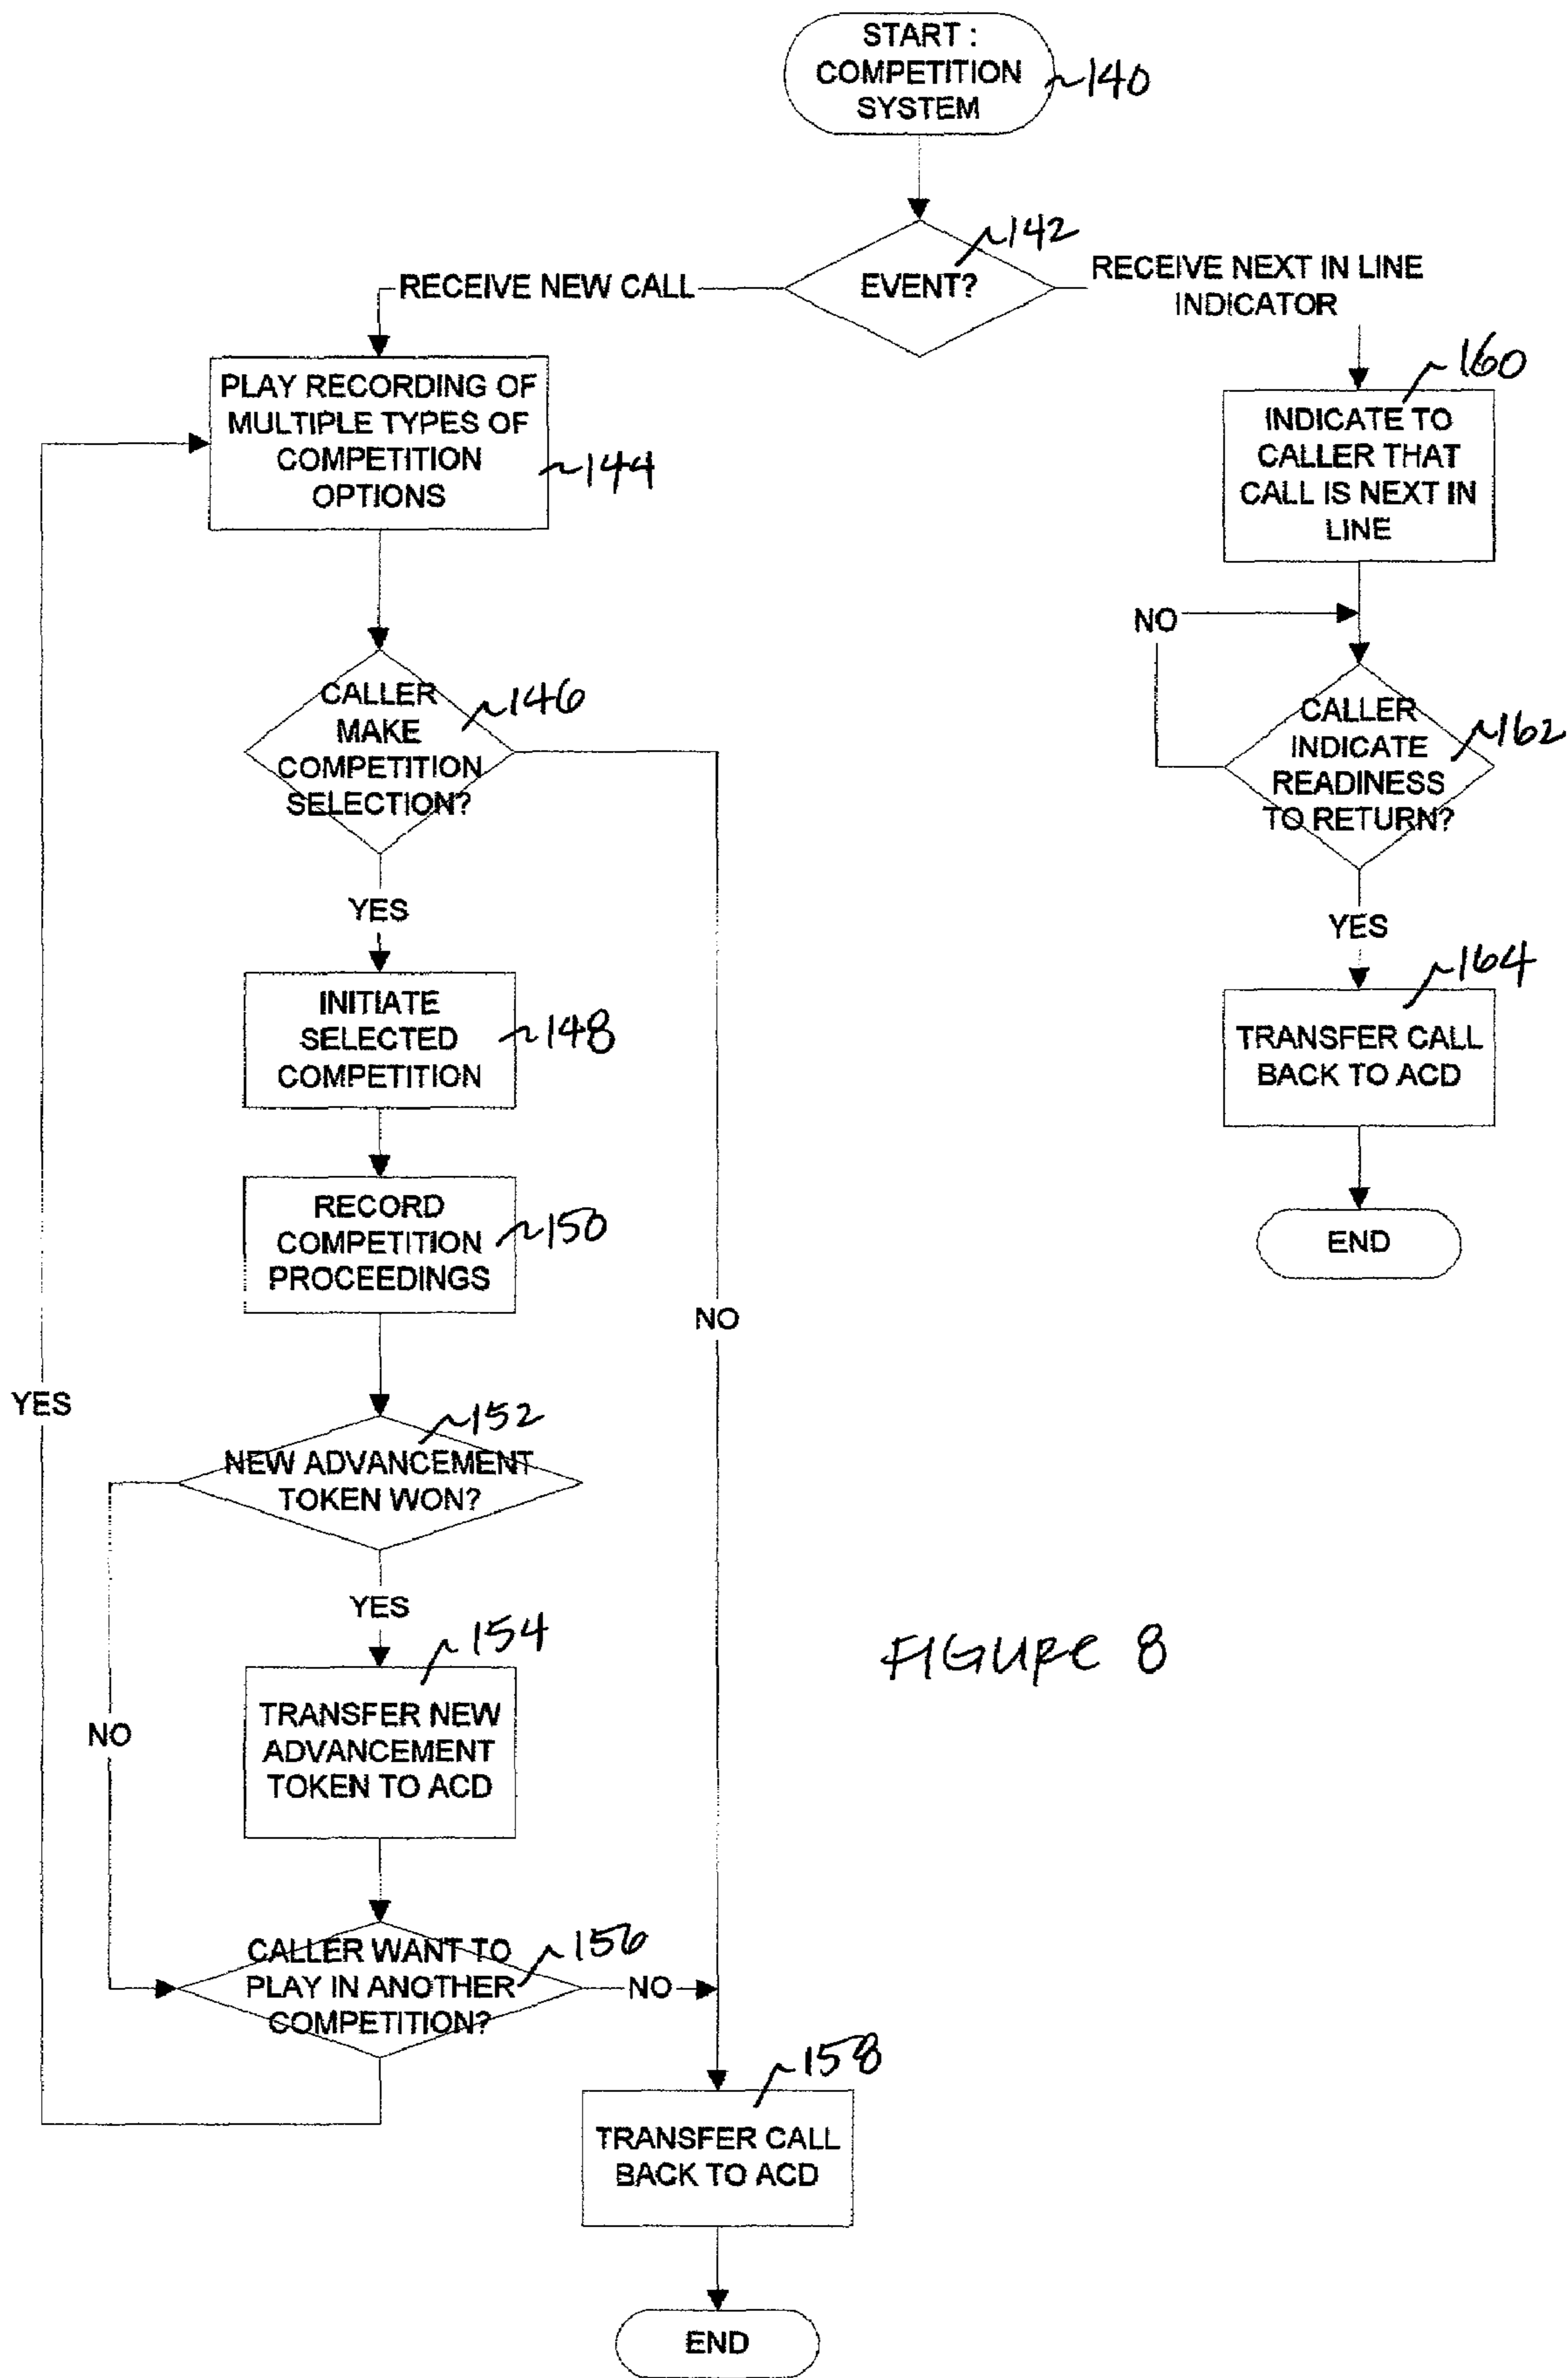 START :
COMPETITION
SYSTEM
~140
EVENT?
~142
RECEIVE NEW CALL
RECEIVE NEXT IN LINE
INDICATOR
PLAY RECORDING OF
MULTIPLE TYPES OF
COMPETITION
OPTIONS
~144
CALLER
MAKE
COMPETITION
SELECTION?
~146
YES
NO
INITIATE
SELECTED
COMPETITION
~148
RECORD
COMPETITION
PROCEEDINGS
~150
NEW ADVANCEMENT
TOKEN WON?
~152
YES
NO
TRANSFER NEW
ADVANCEMENT
TOKEN TO ACD
~154
CALLER WANT TO
PLAY IN ANOTHER
COMPETITION?
~156
NO
YES
TRANSFER CALL
BACK TO ACD
~158
END
INDICATE TO
CALLER THAT
CALL IS NEXT IN
LINE
~160
CALLER
INDICATE
READINESS
TO RETURN?
~162
NO
YES
TRANSFER CALL
BACK TO ACD
~164
END
FIGURE 8